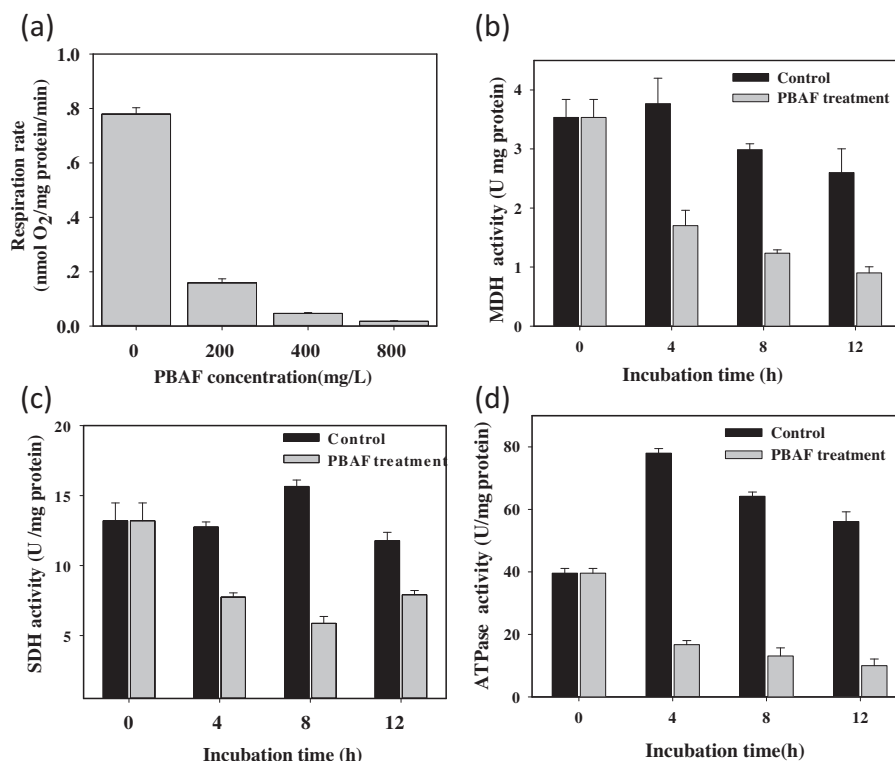 (a)
1.0
.8
.6
.4
.2
0.0
Respiration rate
(nmol O2/mg protein/min)
0 200 400 800
PBAF concentration(mg/L)
(b)
Control
PBAF treatment
4
3
2
1
0
MDH activity (U mg protein)
0 4 8 12
Incubation time (h)
(c)
Control
PBAF treatment
20
15
10
5
SDH activity (U /mg protein)
0 4 8 12
Incubation time (h)
(d)
Control
PBAF treatment
80
60
40
20
0
ATPase activity (U/mg protein)
0 4 8 12
Incubation time(h)